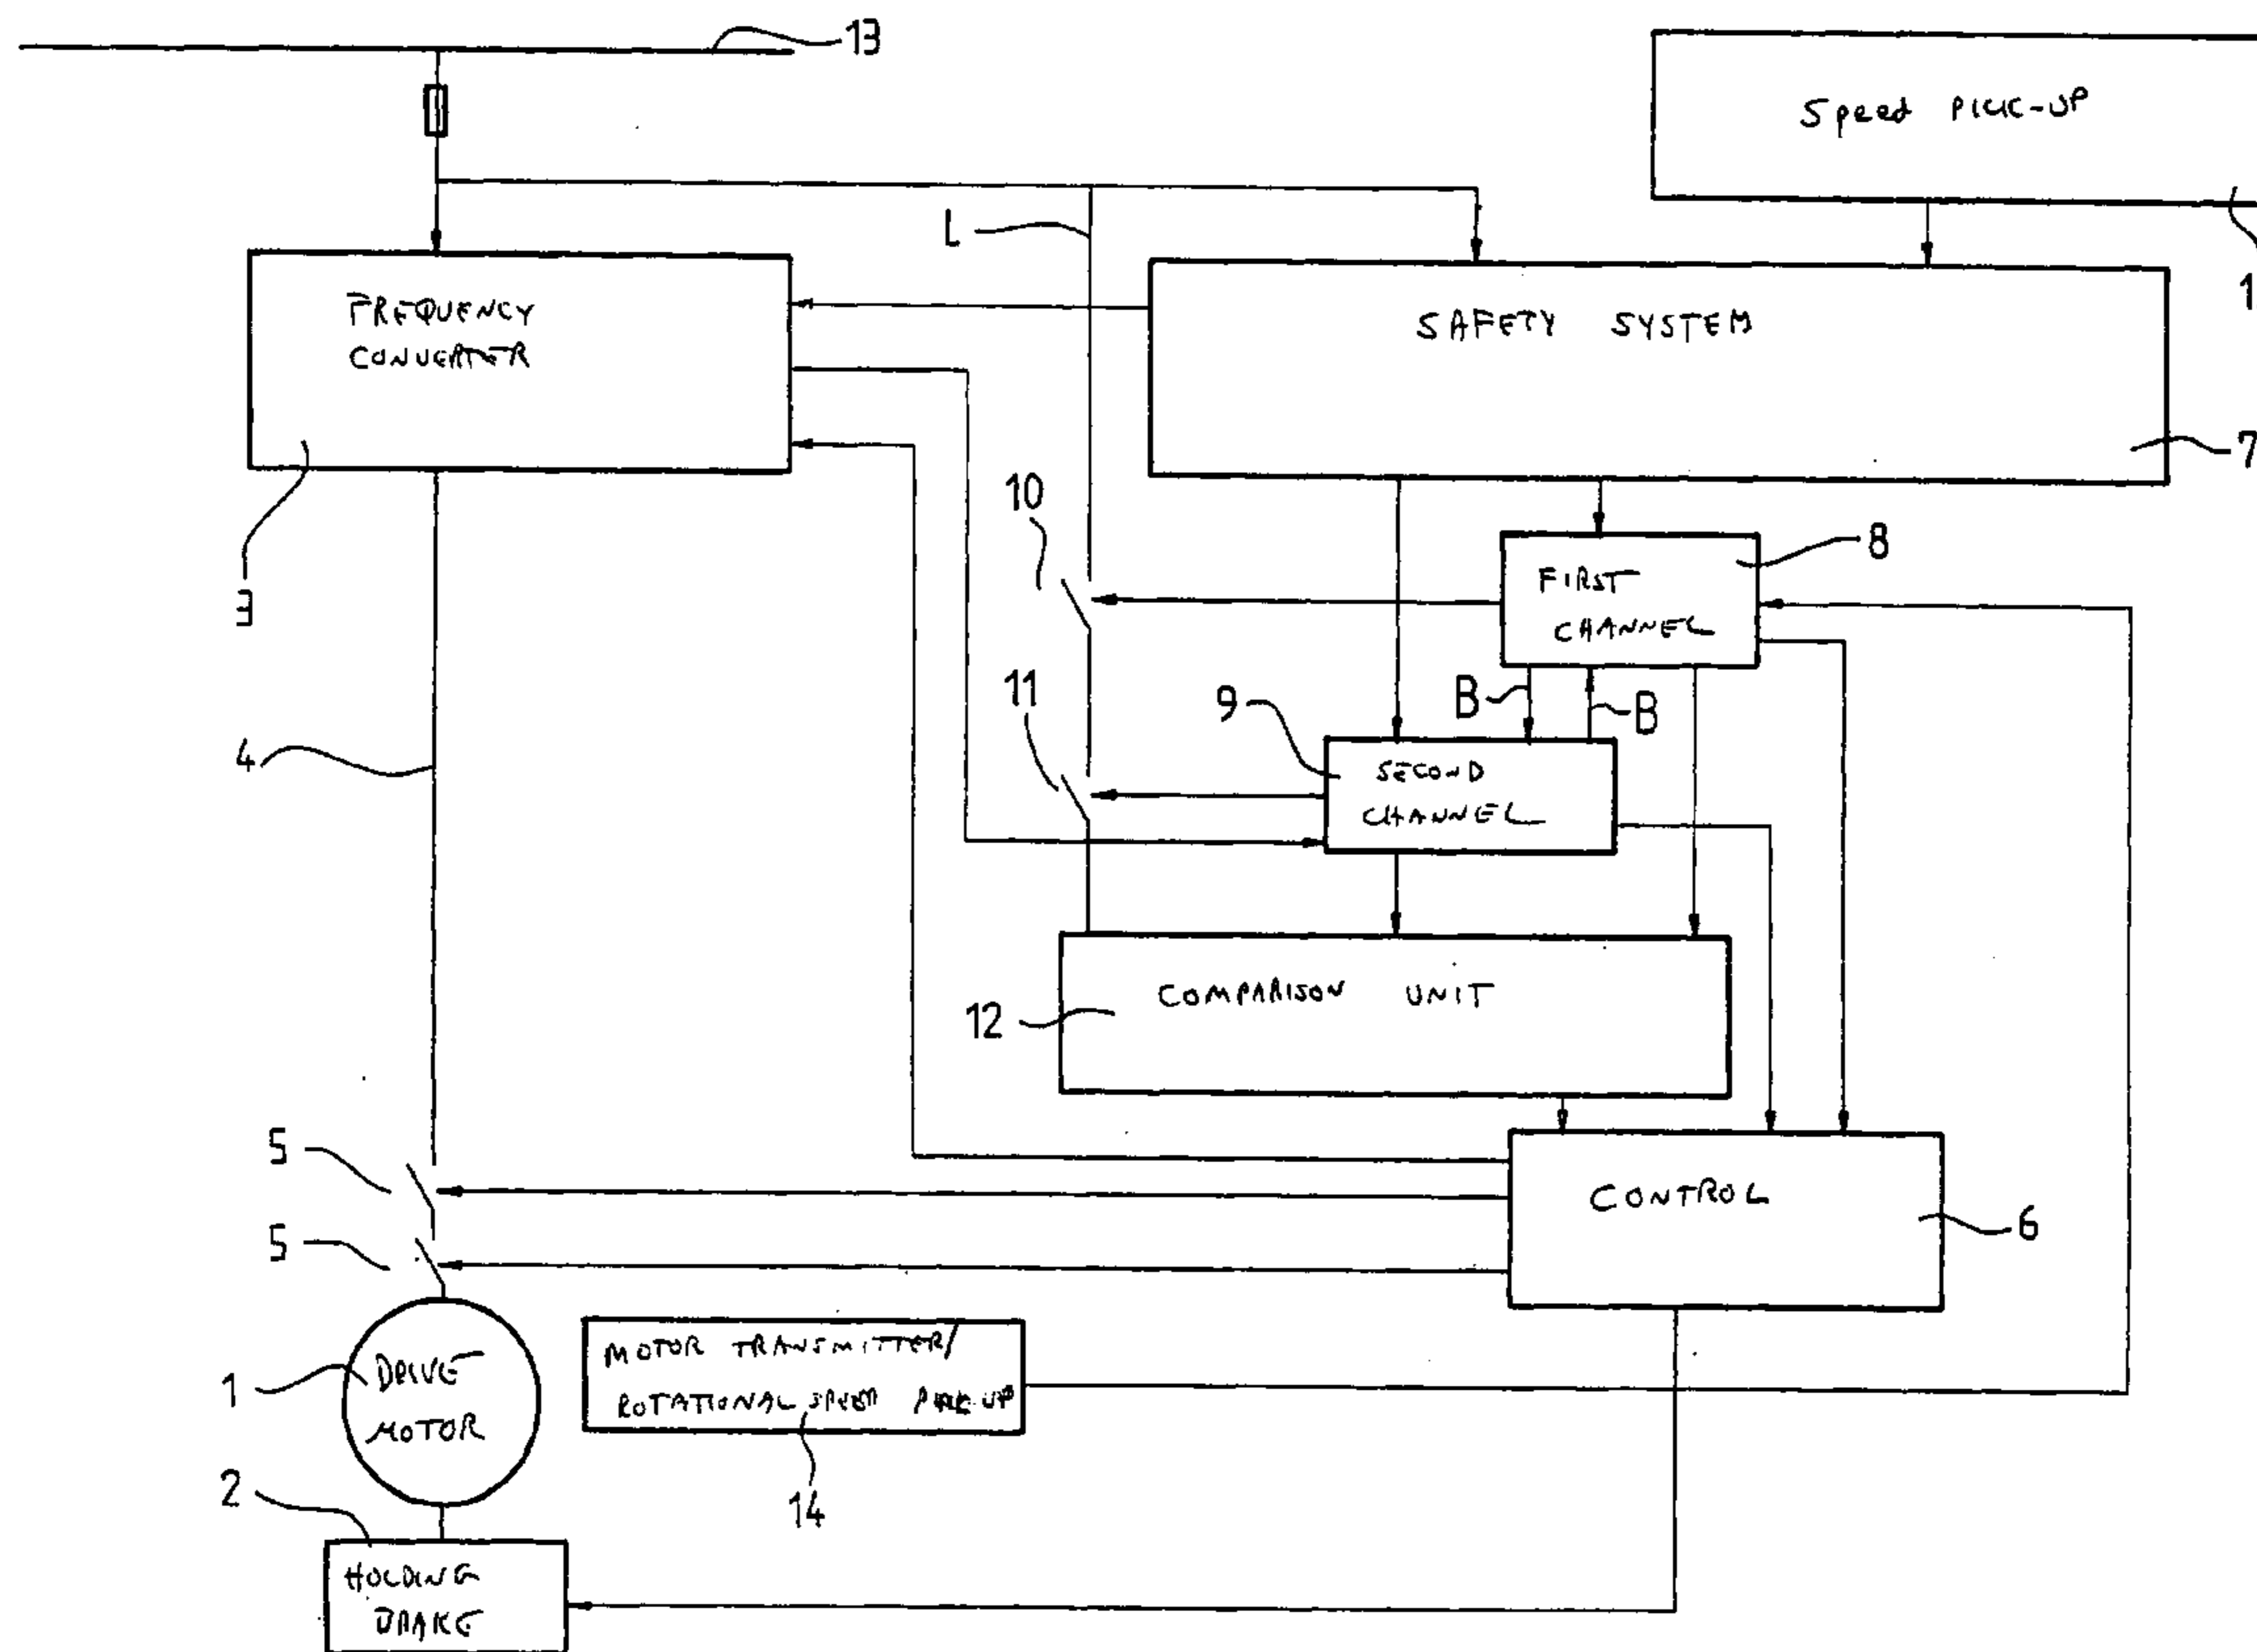 13
Speed PICK-UP
L
1
FREQUENCY
CONVERTER
SAFETY SYSTEM
7
3
10
8
FIRST
CHANNEL
B
B
11
9
SECOND
CHANNEL
4
COMPARISON UNIT
12
5
CONTROL
6
5
MOTOR TRANSMITTER/
ROTATIONAL SPEED PICK-UP
14
1
DRIVE
MOTOR
2
HOLDING
BRAKE